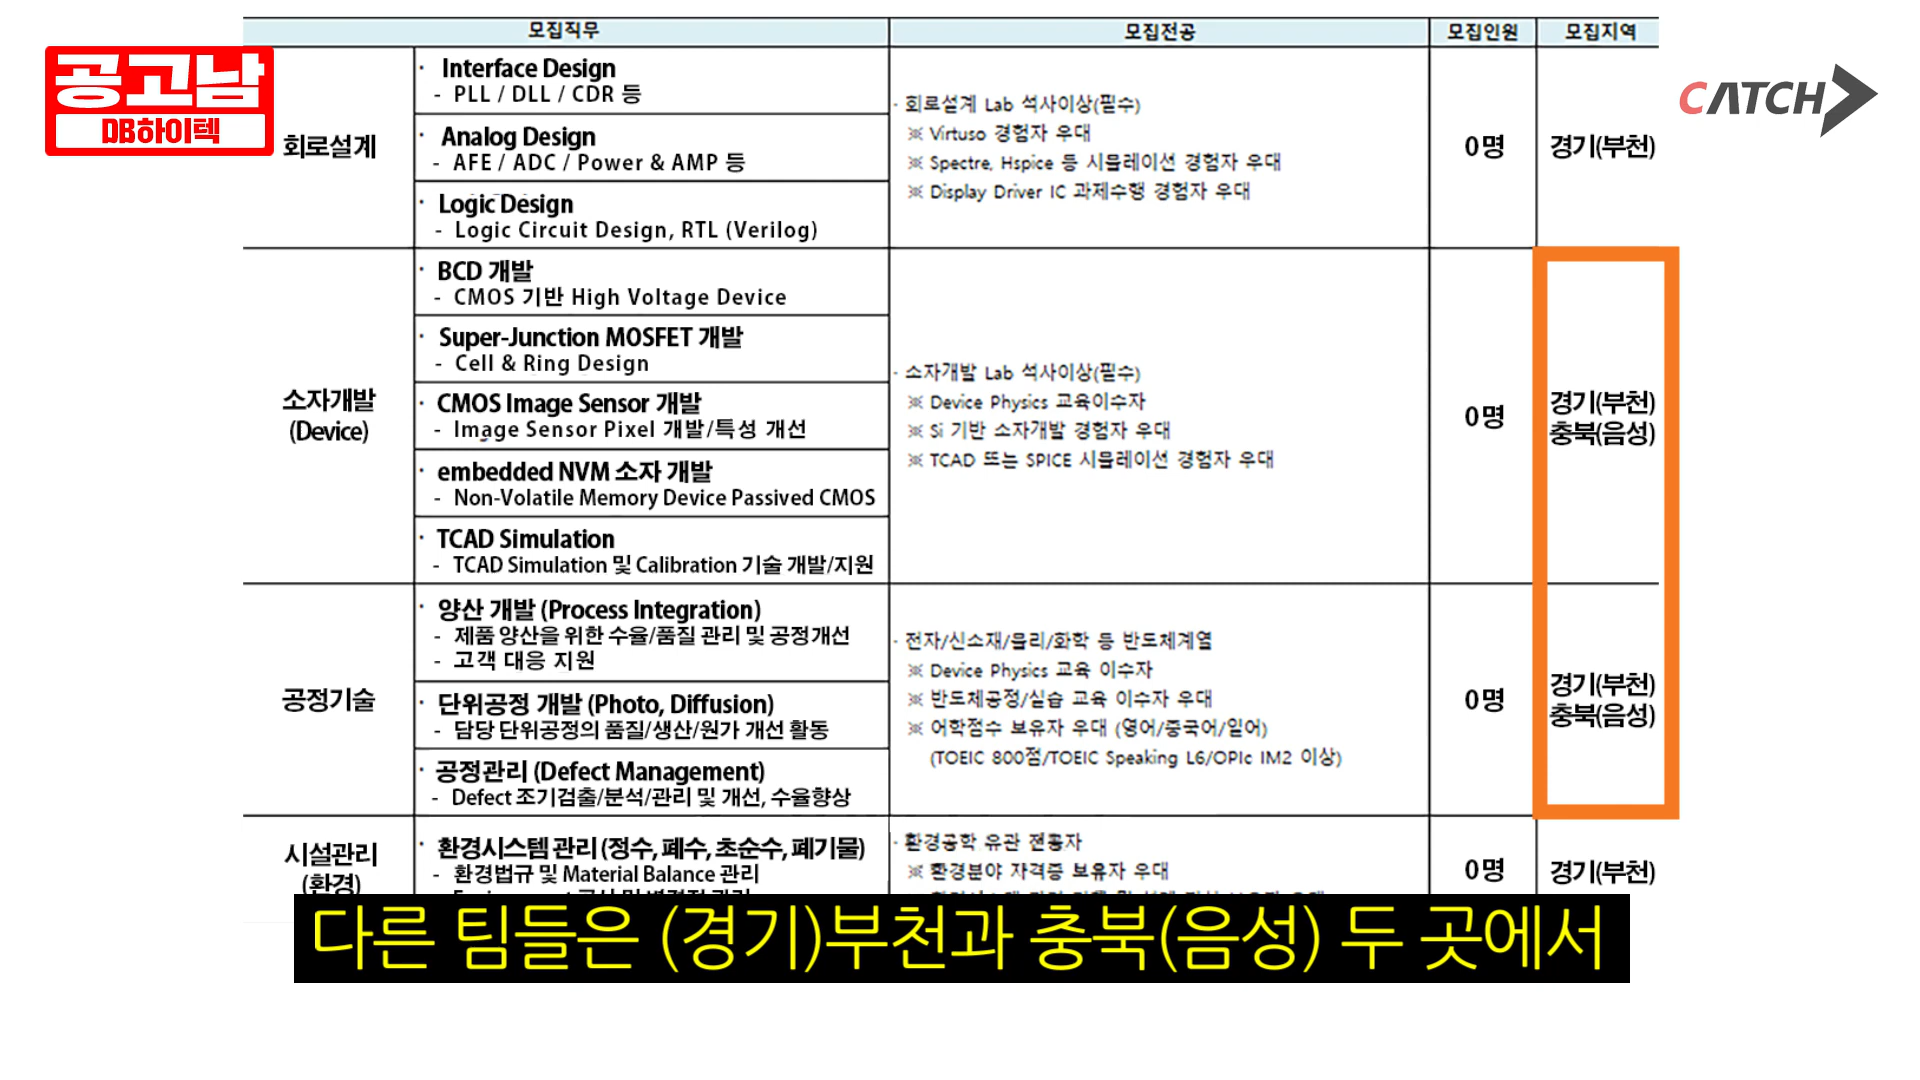 모집직무 모집전공 모집인원 모집지역
공고남
DB하이텍
CATCH
회로설계
· Interface Design
- PLL / DLL / CDR 등
· Analog Design
- AFE / ADC / Power & AMP 등
· Logic Design
- Logic Circuit Design, RTL (Verilog)
- 회로설계 Lab 석사이상(필수)
※ Virtuso 경험자 우대
※ Spectre, Hspice 등 시뮬레이션 경험자 우대
※ Display Driver IC 과제수행 경험자 우대
0명
경기(부천)
소자개발
(Device)
· BCD 개발
- CMOS 기반 High Voltage Device
· Super-Junction MOSFET 개발
- Cell & Ring Design
· CMOS Image Sensor 개발
- Image Sensor Pixel 개발/특성 개선
· embedded NVM 소자 개발
- Non-Volatile Memory Device Passived CMOS
· TCAD Simulation
- TCAD Simulation 및 Calibration 기술 개발/지원
- 소자개발 Lab 석사이상(필수)
※ Device Physics 교육이수자
※ Si 기반 소자개발 경험자 우대
※ TCAD 또는 SPICE 시뮬레이션 경험자 우대
0명
경기(부천)
충북(음성)
공정기술
· 양산 개발 (Process Integration)
- 제품 양산을 위한 수율/품질 관리 및 공정개선
- 고객 대응 지원
· 단위공정 개발 (Photo, Diffusion)
- 담당 단위공정의 품질/생산/원가 개선 활동
· 공정관리 (Defect Management)
- Defect 조기검출/분석/관리 및 개선, 수율향상
- 전자/신소재/물리/화학 등 반도체계열
※ Device Physics 교육 이수자
※ 반도체공정/실습 교육 이수자 우대
※ 어학점수 보유자 우대 (영어/중국어/일어)
(TOEIC 800점/TOEIC Speaking L6/OPIc IM2 이상)
0명
경기(부천)
충북(음성)
시설관리
(환경)
· 환경시스템 관리 (정수, 폐수, 초순수, 폐기물)
- 환경법규 및 Material Balance 관리
- 환경공학 유관 전공자
※ 환경분야 자격증 보유자 우대
0명
경기(부천)
다른 팀들은 (경기)부천과 충북(음성) 두 곳에서